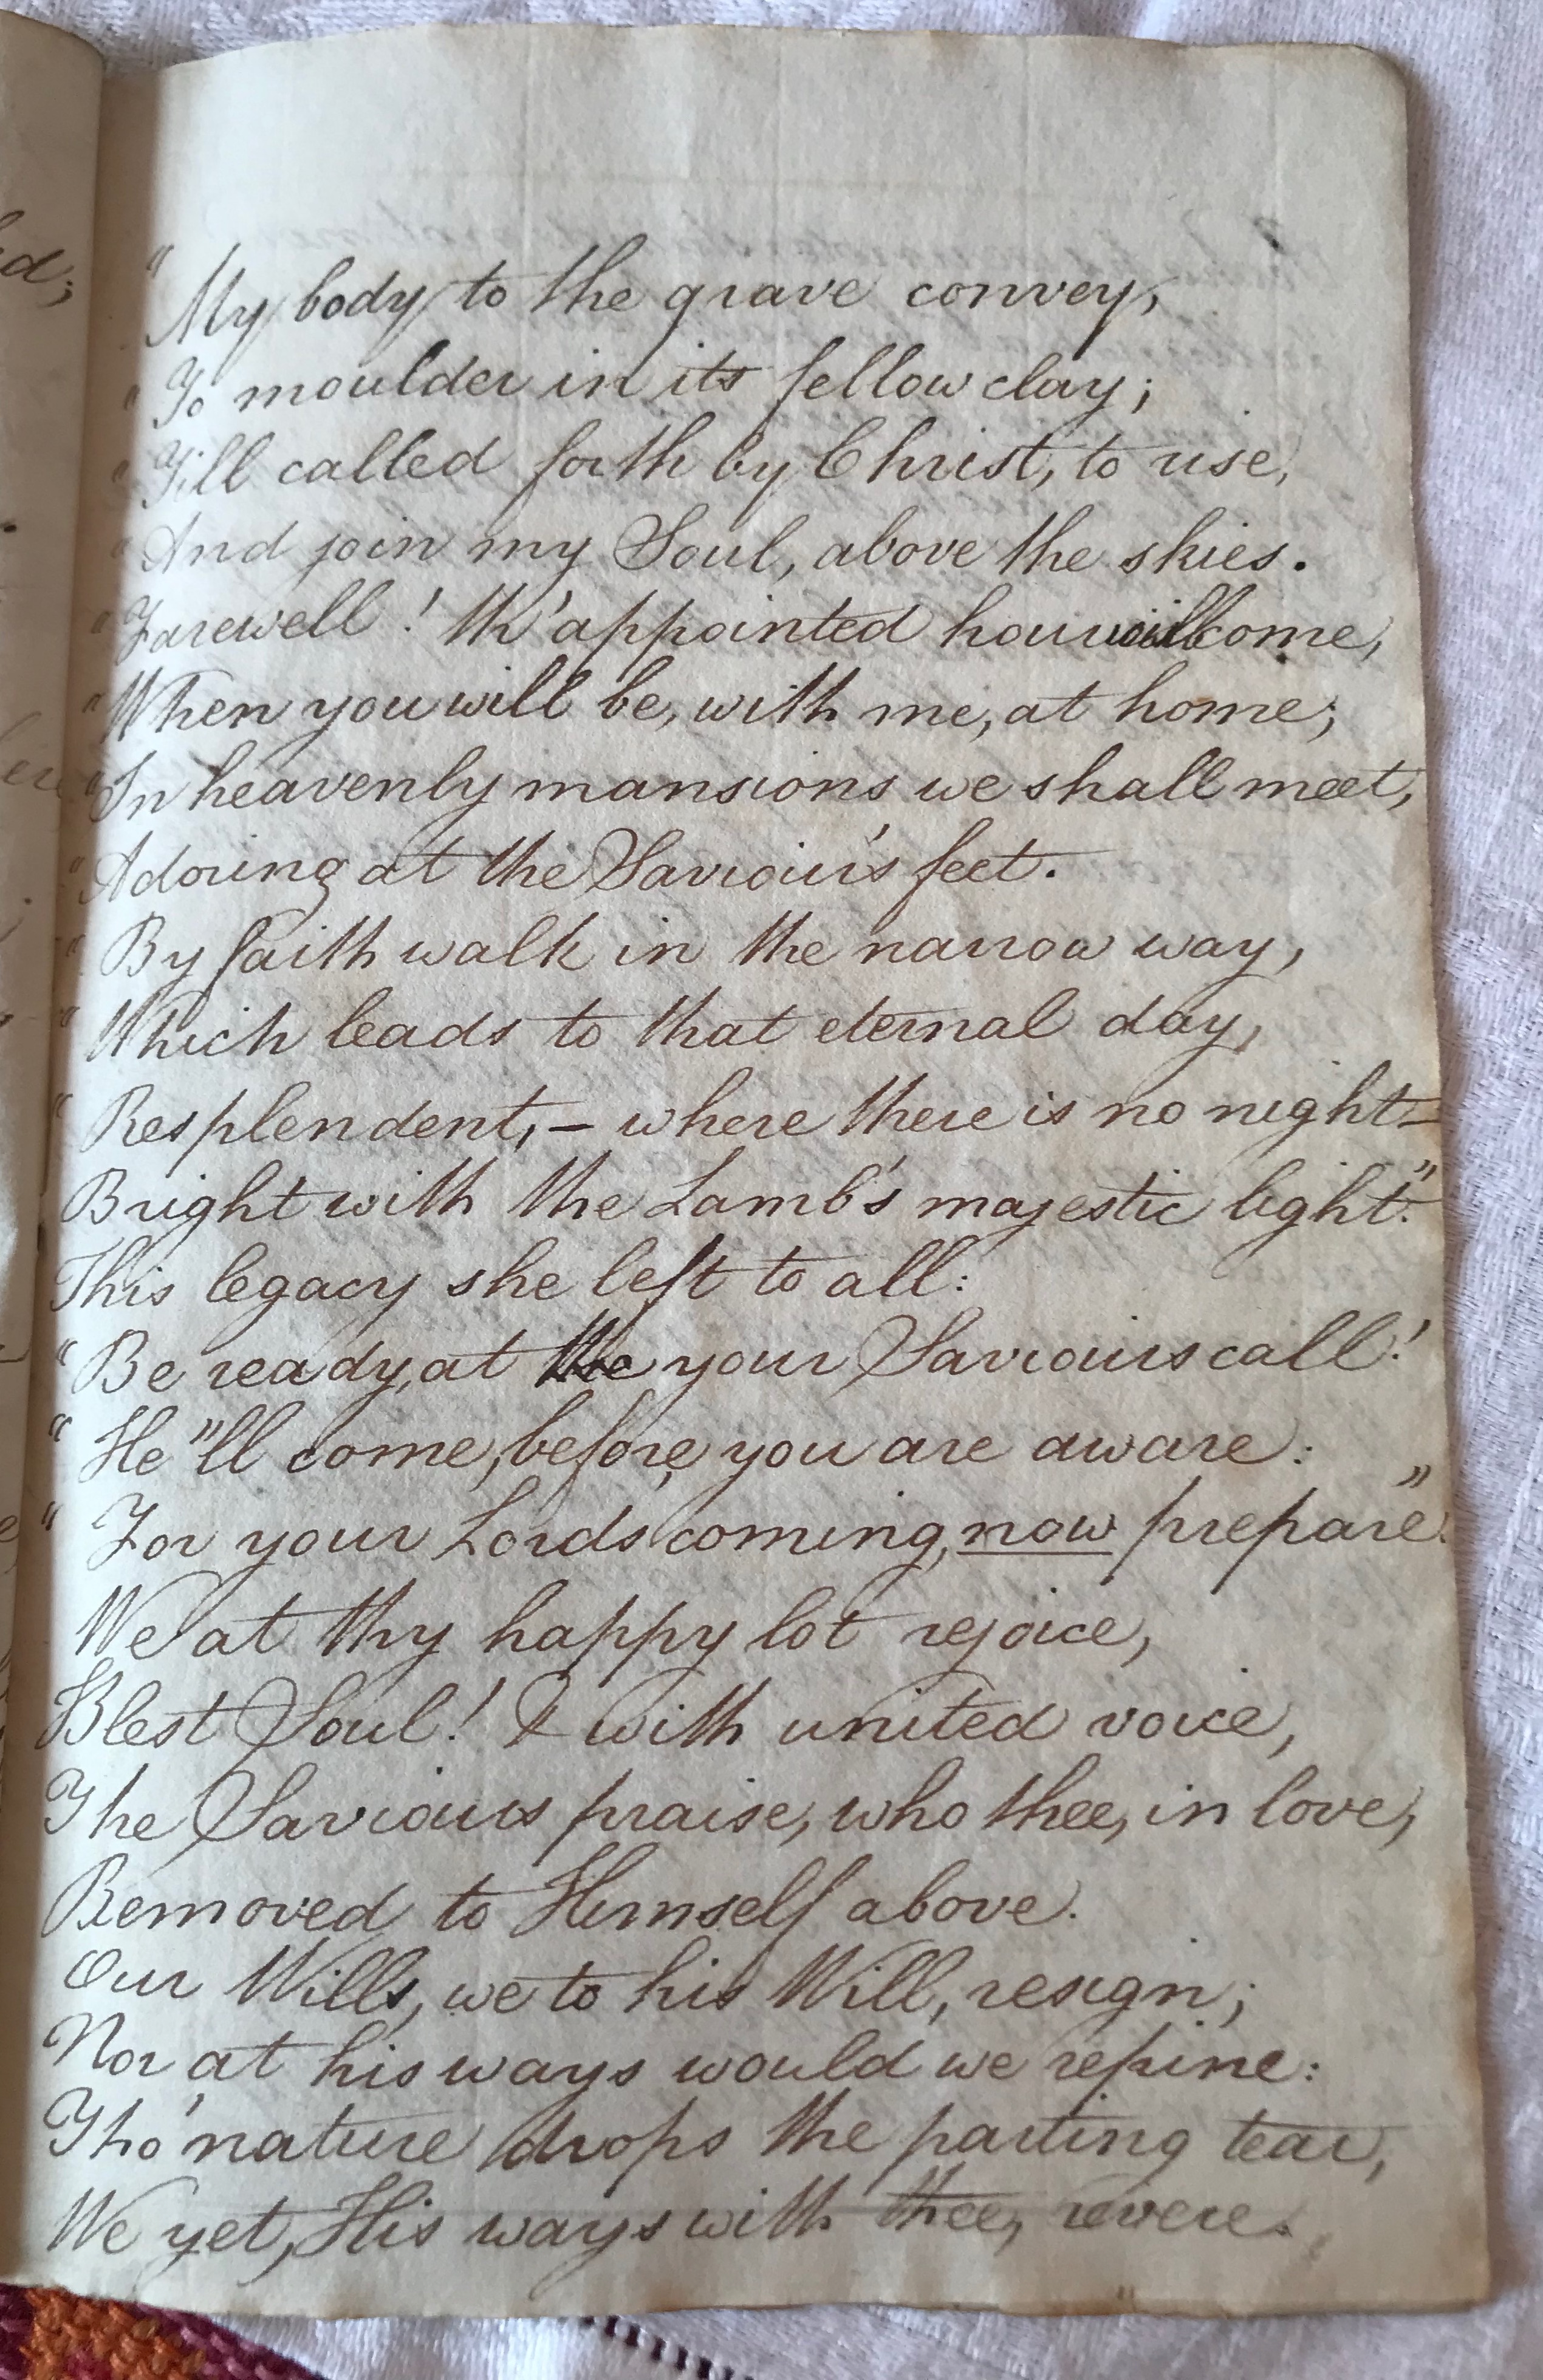 "My body to the grave convey,
"To moulder in its fellow clay;
"Till called forth by Christ, to rise,
"And join my Soul, above the skies.
"Farewell! th' appointed hour will come,
"When you will be, with me, at home;
"In heavenly mansions we shall meet,
"Adoring at the Saviour's feet.
"By faith walk in the narrow way,
"Which leads to that eternal day,
"Resplendent, – where there is no night –
Bright with the Lamb's majestic light."
This legacy she left to all:
"Be ready, at the your Saviours call!
"He"ll come, before you are aware:
"For your Lords coming, now prepare."
We at thy happy lot rejoice,
Blest Soul! & with united voice,
The Saviours praise, who thee, in love,
Removed to Himself above.
Our Wills, we to his Will, resign;
Nor at his ways would we repine:
Tho' nature drops the parting tear,
We yet, His ways with thee, revere.